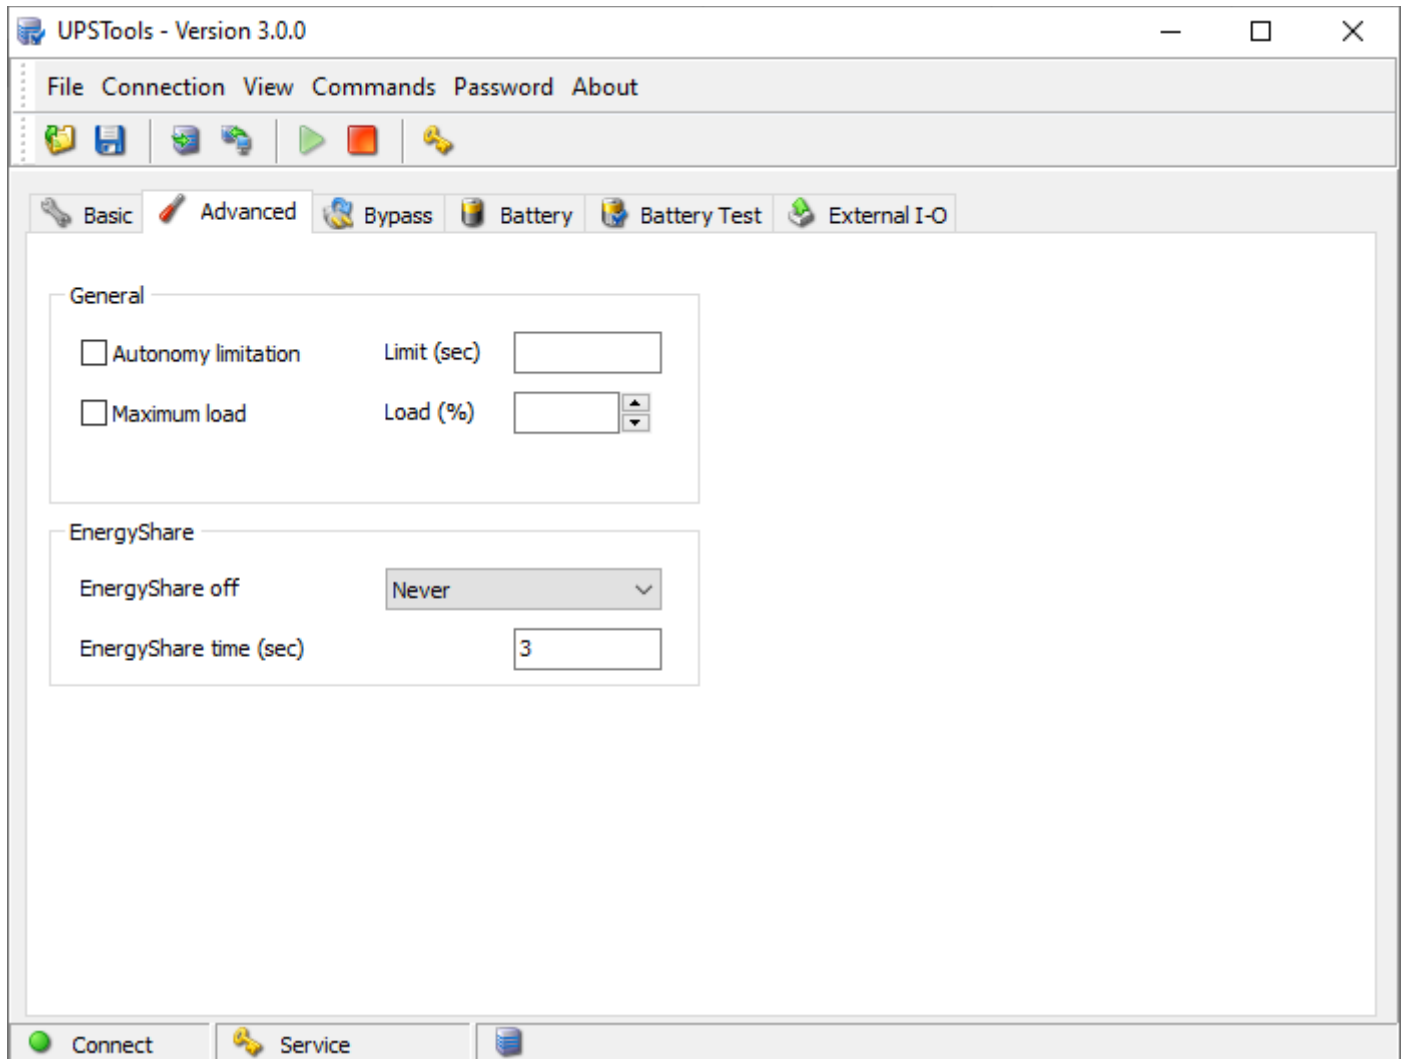 UPSTools - Version 3.0.0
File Connection View Commands Password About
Basic Advanced Bypass Battery Battery Test External I-O
General
Autonomy limitation Limit (sec)
Maximum load Load (%)
EnergyShare
EnergyShare off Never
EnergyShare time (sec) 3
Connect Service